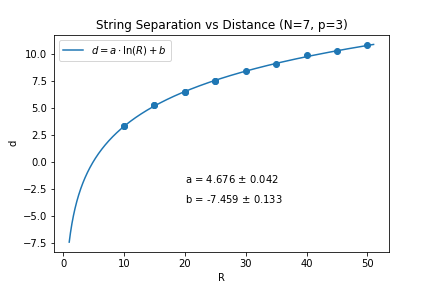 String Separation vs Distance (N=7, p=3)
d = a · ln(R) + b
10.0
7.5
5.0
2.5
0.0
−2.5
−5.0
−7.5
d
a = 4.676 ± 0.042
b = -7.459 ± 0.133
0 10 20 30 40 50
R